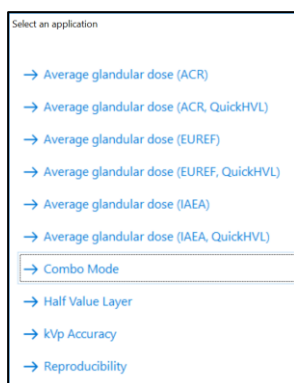 Select an application
→ Average glandular dose (ACR)
→ Average glandular dose (ACR, QuickHVL)
→ Average glandular dose (EUREF)
→ Average glandular dose (EUREF, QuickHVL)
→ Average glandular dose (IAEA)
→ Average glandular dose (IAEA, QuickHVL)
→ Combo Mode
→ Half Value Layer
→ kVp Accuracy
→ Reproducibility